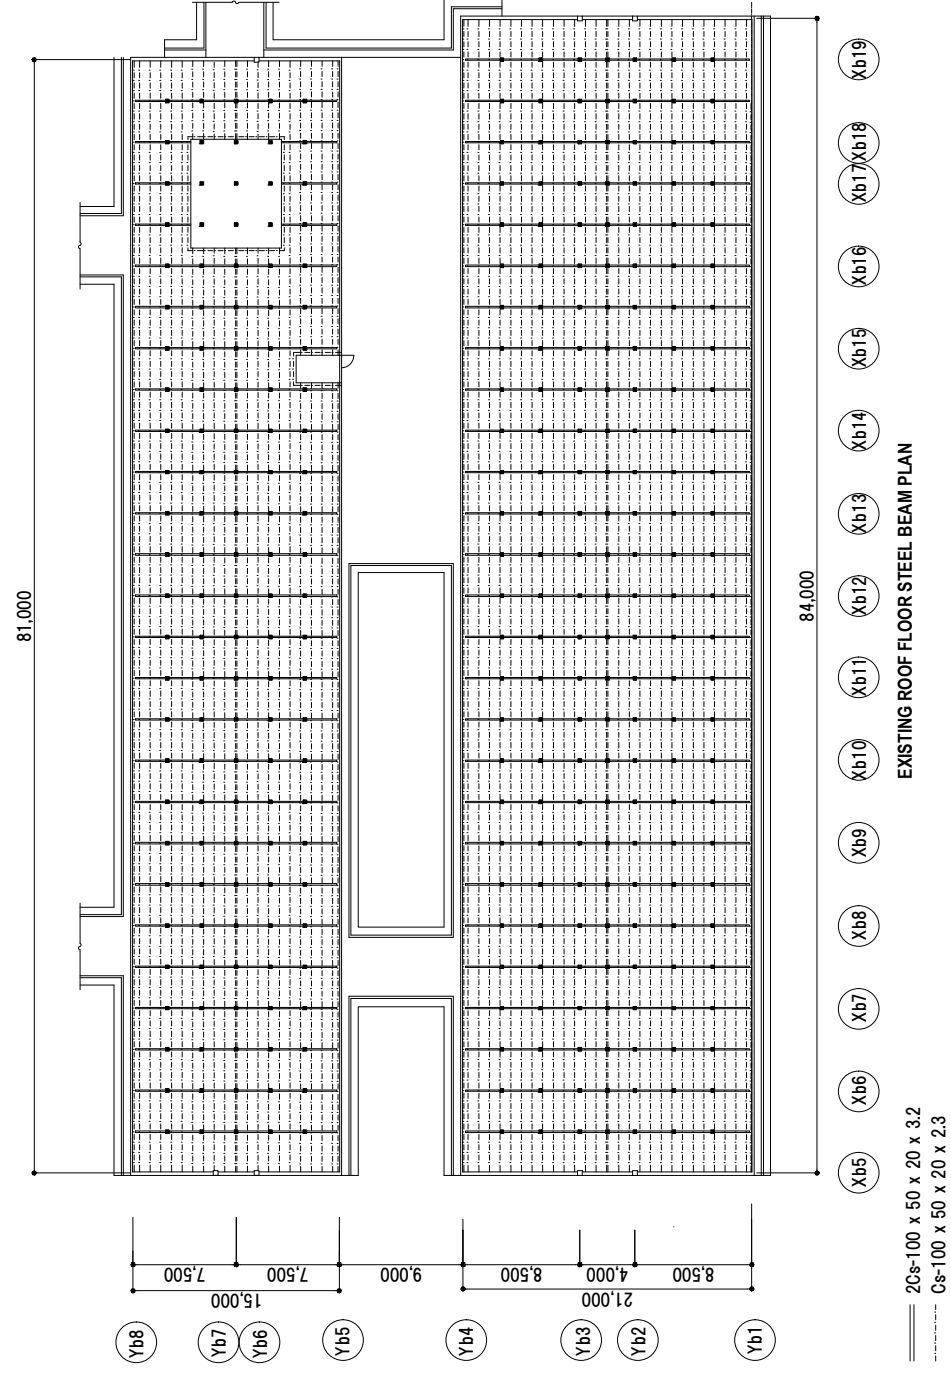 81,000
84,000
Xb19
Xb18
Xb17
Xb16
Xb15
Xb14
Xb13
Xb12
Xb11
Xb10
Xb9
Xb8
Xb7
Xb6
Xb5
EXISTING ROOF FLOOR STEEL BEAM PLAN
7,500
7,500
9,000
8,500
4,000
8,500
15,000
21,000
Yb8
Yb7
Yb6
Yb5
Yb4
Yb3
Yb2
Yb1
2Cs-100 x 50 x 20 x 3.2
Cs-100 x 50 x 20 x 2.3